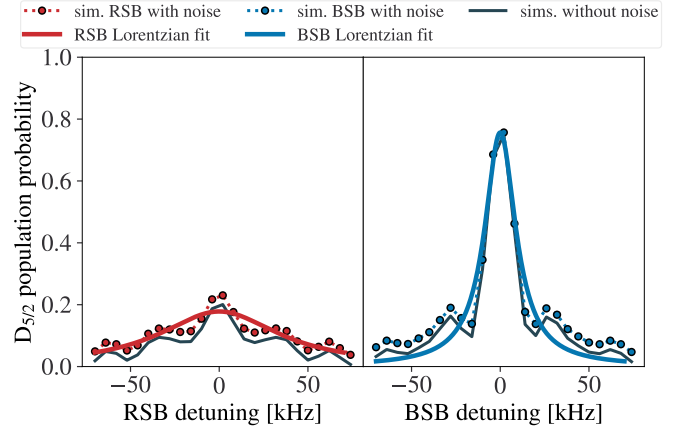 sim. RSB with noise sim. BSB with noise sims. without noise
RSB Lorentzian fit BSB Lorentzian fit
D5/2 population probability
1.0
0.8
0.6
0.4
0.2
0.0
−50 0 50 −50 0 50
RSB detuning [kHz] BSB detuning [kHz]